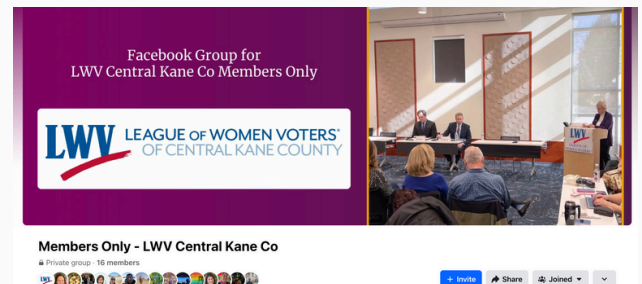 Facebook Group for
LWV Central Kane Co Members Only
LWV LEAGUE OF WOMEN VOTERS®
OF CENTRAL KANE COUNTY
LWV
Members Only - LWV Central Kane Co
Private group · 16 members
+ Invite
Share
Joined